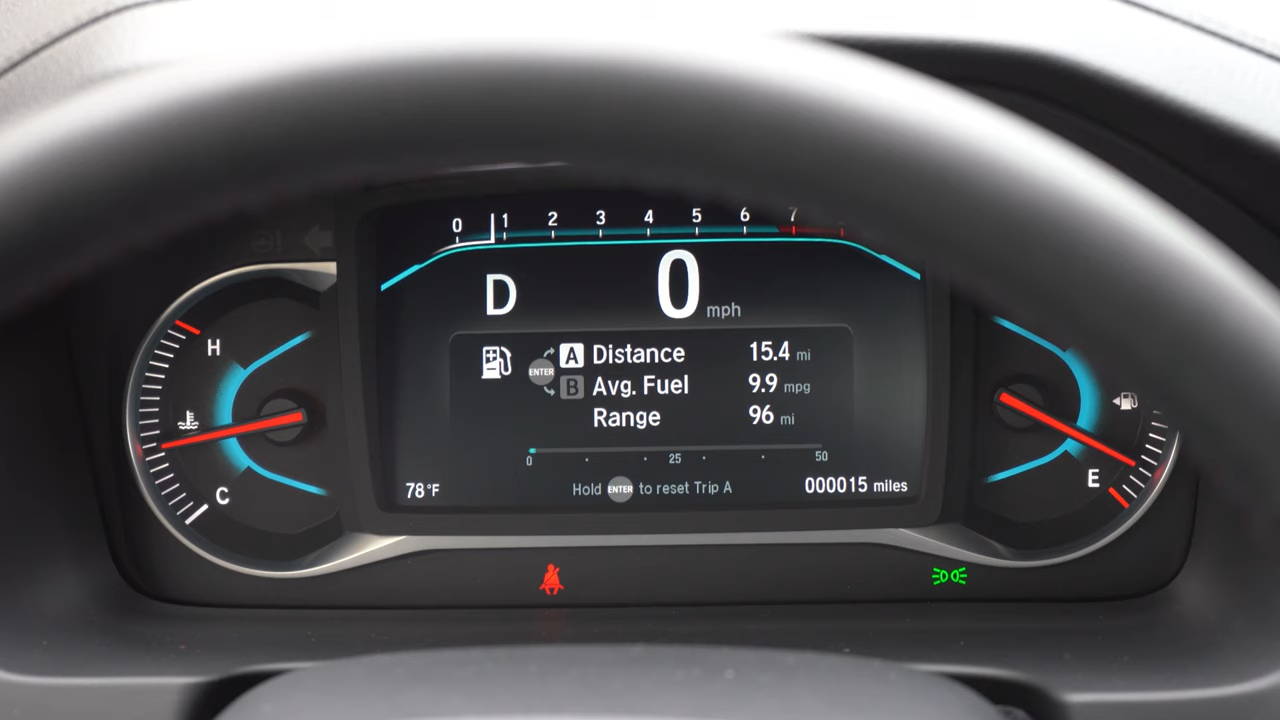 0 1 2 3 4 5 6 7
D 0 mph
H
A Distance 15.4 mi
ENTER
B Avg. Fuel 9.9 mpg
Range 96 mi
0 25 50
C
E
78°F
Hold ENTER to reset Trip A
000015 miles